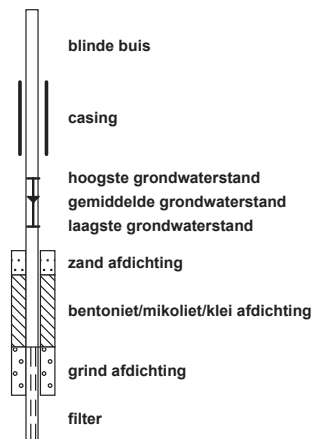 blinde buis
casing
hoogste grondwaterstand
gemiddelde grondwaterstand
laagste grondwaterstand
zand afdichting
bentoniet/mikoliet/klei afdichting
grind afdichting
filter